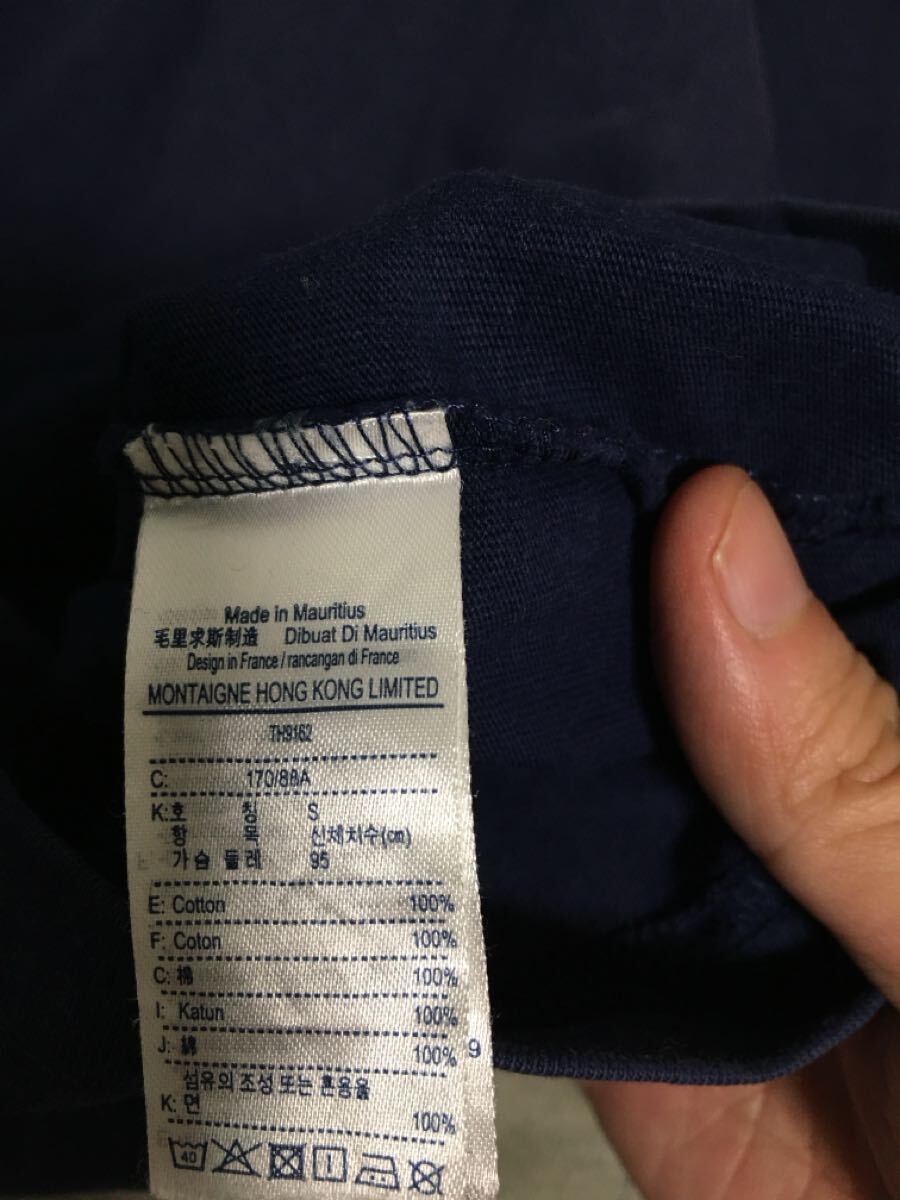 Made in Mauritius
毛里求斯制造 Dibuat Di Mauritius
Design in France / rancangan di France
MONTAIGNE HONG KONG LIMITED
TH9162
C: 170/88A
K:호 칭 S
항 목 신체치수(cm)
가슴 둘레 95
E: Cotton 100%
F: Coton 100%
C: 棉 100%
I: Katun 100%
J: 綿 100%
9
섬유의 조성 또는 혼용율
K: 면 100%
40